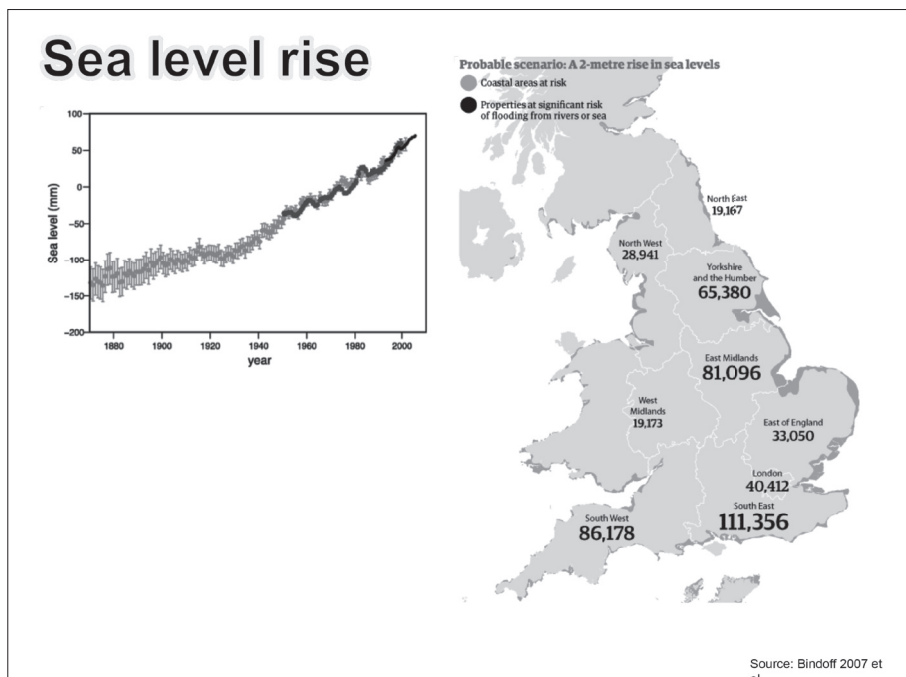 Sea level rise
100
50
0
−50
−100
−150
−200
Sea level (mm)
1880 1900 1920 1940 1960 1980 2000
year
Probable scenario: A 2-metre rise in sea levels
Coastal areas at risk
Properties at significant risk
of flooding from rivers or sea
North East
19,167
North West
28,941
Yorkshire
and the Humber
65,380
East Midlands
81,096
West
Midlands
19,173
East of England
33,050
London
40,412
South East
111,356
South West
86,178
Source: Bindoff 2007 et